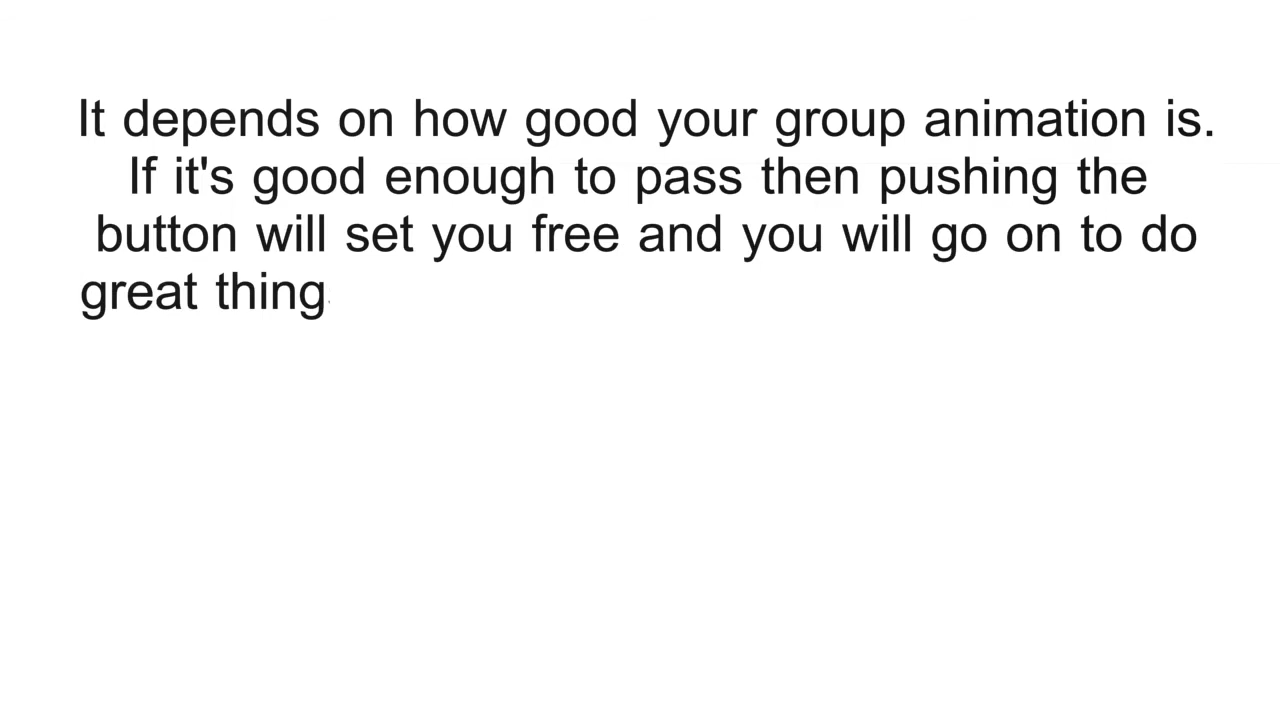 It depends on how good your group animation is.
If it's good enough to pass then pushing the
button will set you free and you will go on to do
great thing